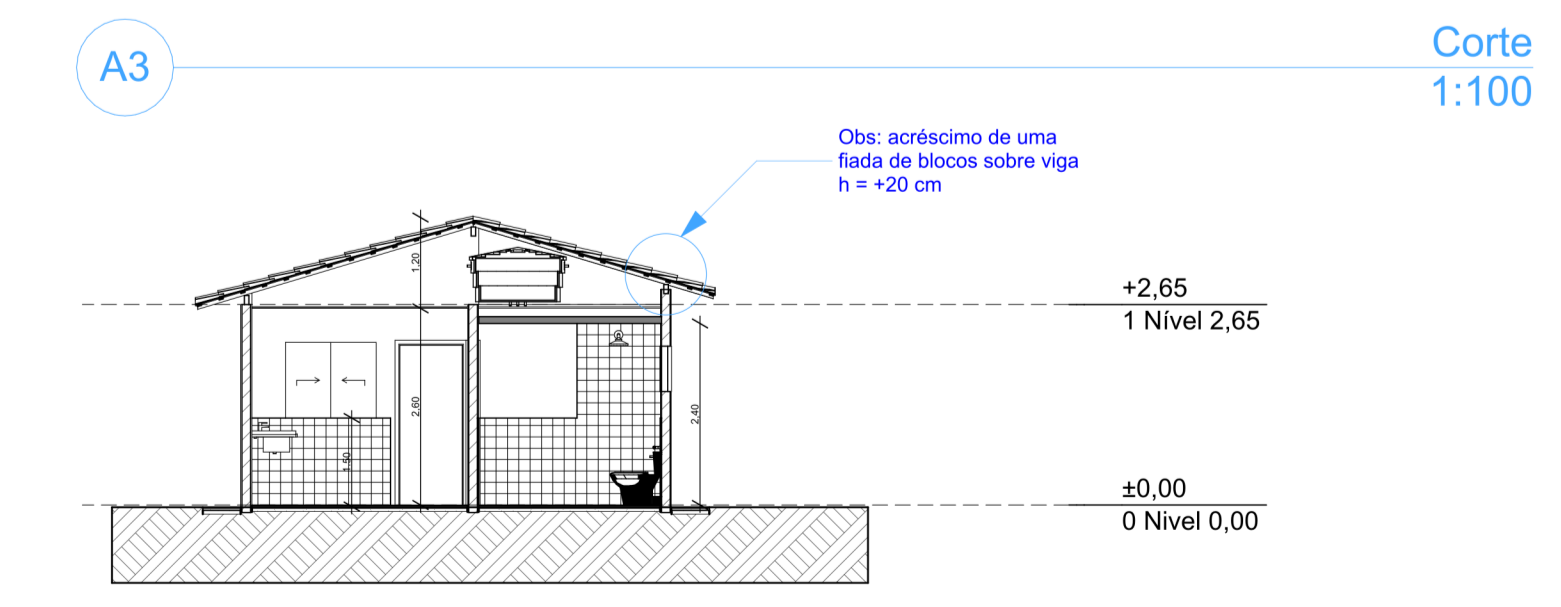 A3
Corte
1:100
Obs: acréscimo de uma
fiada de blocos sobre viga
h = +20 cm
1,20
+2,65
1 Nível 2,65
2,60
2,40
1,50
±0,00
0 Nivel 0,00